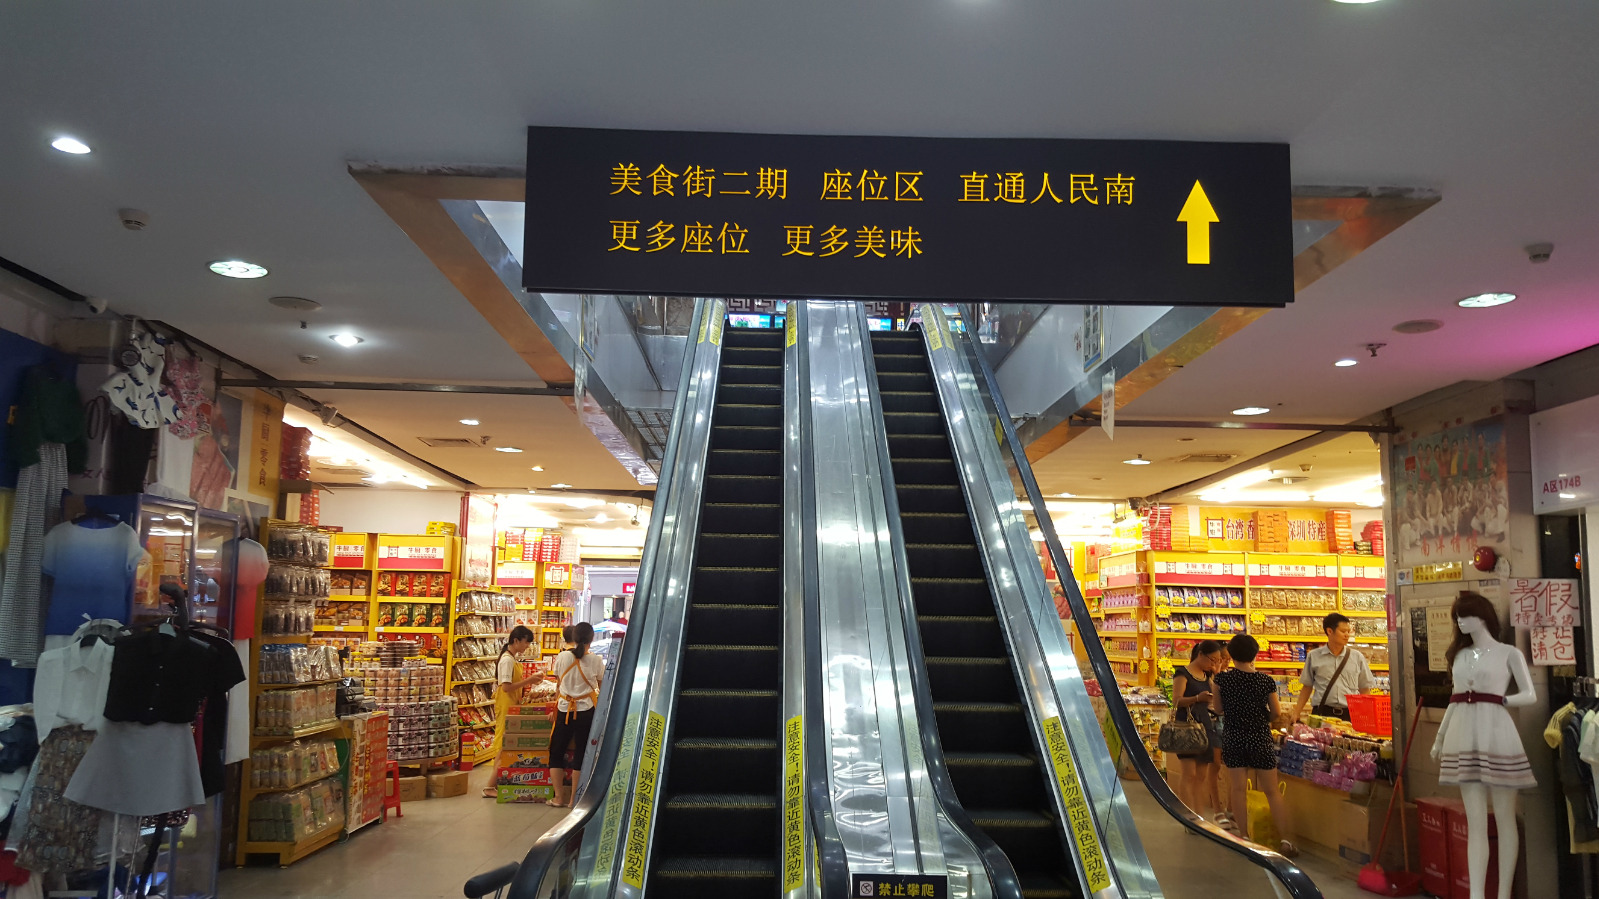 美食街二期 座位区 直通人民南
更多座位 更多美味
台湾香
深圳特产
A区174B
暑假
清仓
注意安全！请勿靠近黄色滚动条
注意安全！请勿靠近黄色滚动条
注意安全！请勿靠近黄色滚动条
禁止攀爬